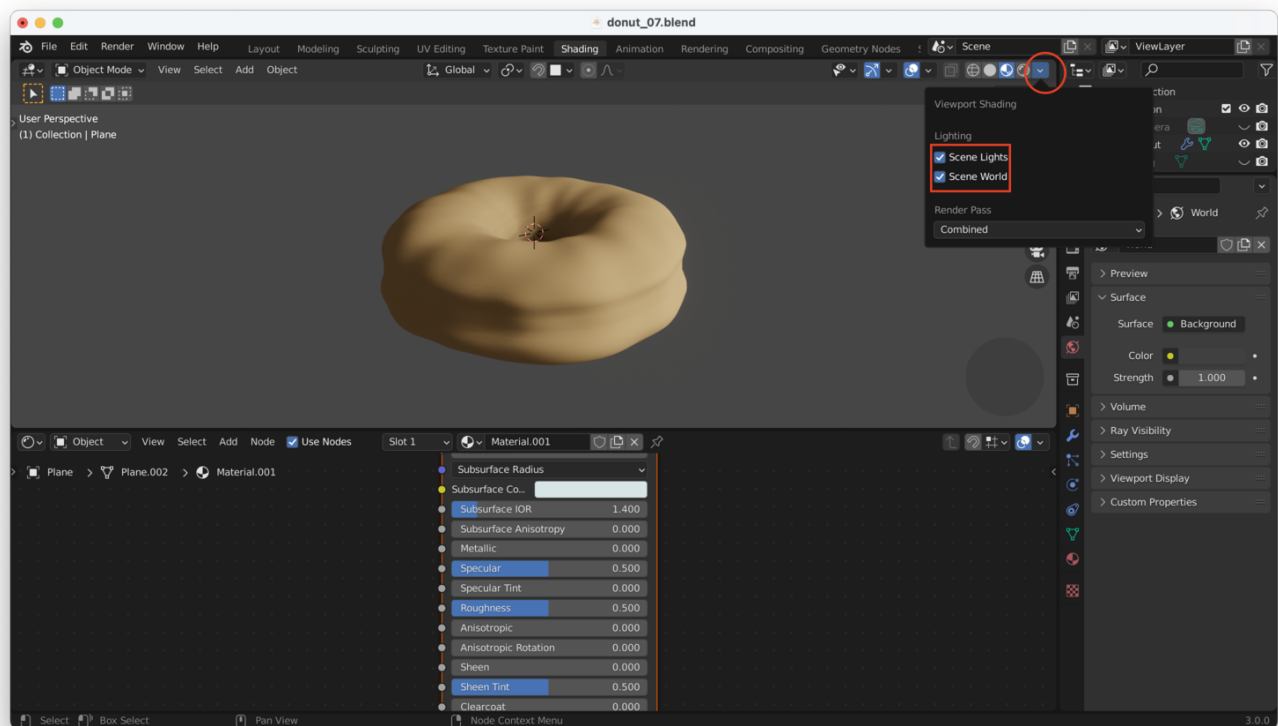 donut_07.blend
File Edit Render Window Help Layout Modeling Sculpting UV Editing Texture Paint Shading Animation Rendering Compositing Geometry Nodes Scene ViewLayer
Object Mode View Select Add Object Global
User Perspective
(1) Collection | Plane
Viewport Shading
Lighting
Scene Lights
Scene World
Render Pass
Combined
World
Preview
Surface
Surface Background
Color
Strength 1.000
Volume
Ray Visibility
Settings
Viewport Display
Custom Properties
Object View Select Add Node Use Nodes Slot 1 Material.001
Plane > Plane.002 > Material.001
Subsurface Radius
Subsurface Co...
Subsurface IOR 1.400
Subsurface Anisotropy 0.000
Metallic 0.000
Specular 0.500
Specular Tint 0.000
Roughness 0.500
Anisotropic 0.000
Anisotropic Rotation 0.000
Sheen 0.000
Sheen Tint 0.500
Clearcoat 0.000
Select Box Select Pan View Node Context Menu 3.0.0